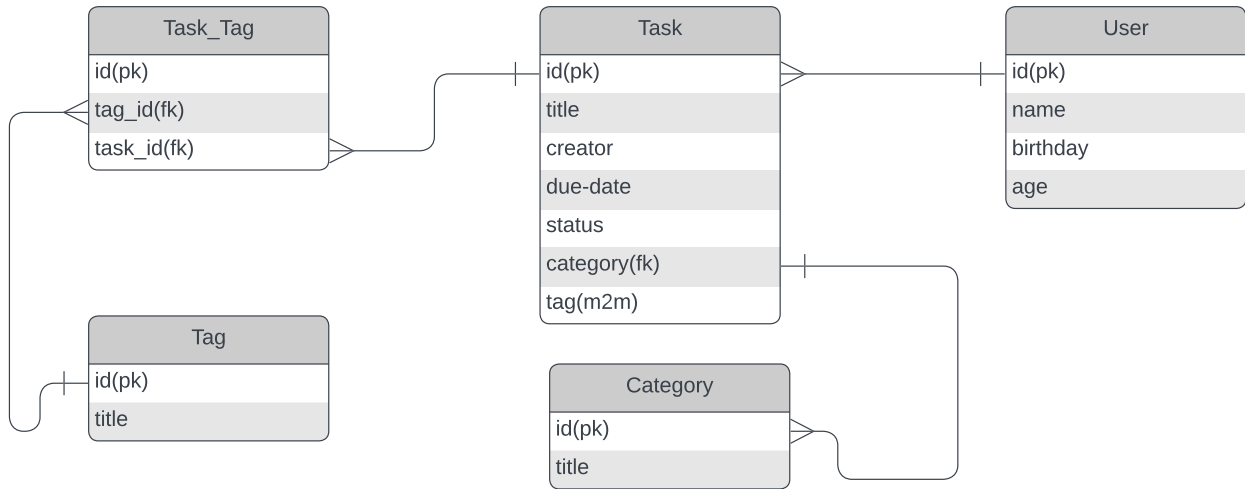 Task_Tag
id(pk)
tag_id(fk)
task_id(fk)
Task
id(pk)
title
creator
due-date
status
category(fk)
tag(m2m)
User
id(pk)
name
birthday
age
Tag
id(pk)
title
Category
id(pk)
title